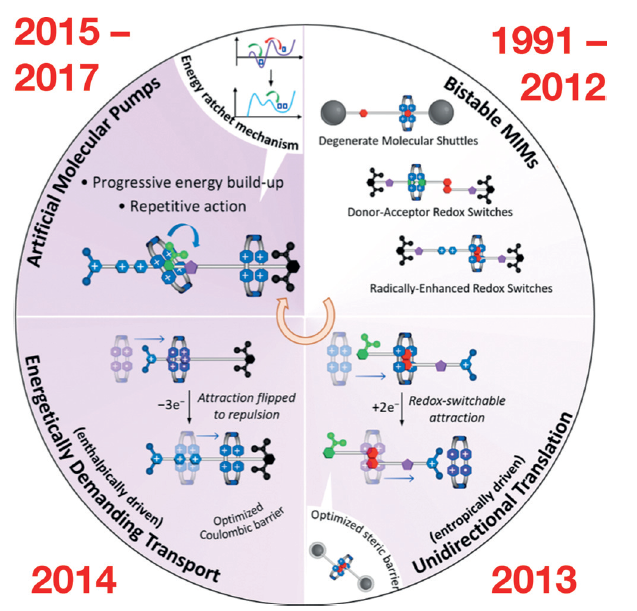 2015 –
2017
1991 –
2012
Artificial Molecular Pumps
Energy ratchet mechanism
• Progressive energy build-up
• Repetitive action
Bistable MIMs
Degenerate Molecular Shuttles
Donor-Acceptor Redox Switches
Radically-Enhanced Redox Switches
Energetically Demanding Transport
(enthalpically driven)
−3e⁻
Attraction flipped
to repulsion
Optimized
Coulombic barrier
+2e⁻
Redox-switchable
attraction
Optimized steric barrier
(entropically driven)
Unidirectional Translation
2014
2013